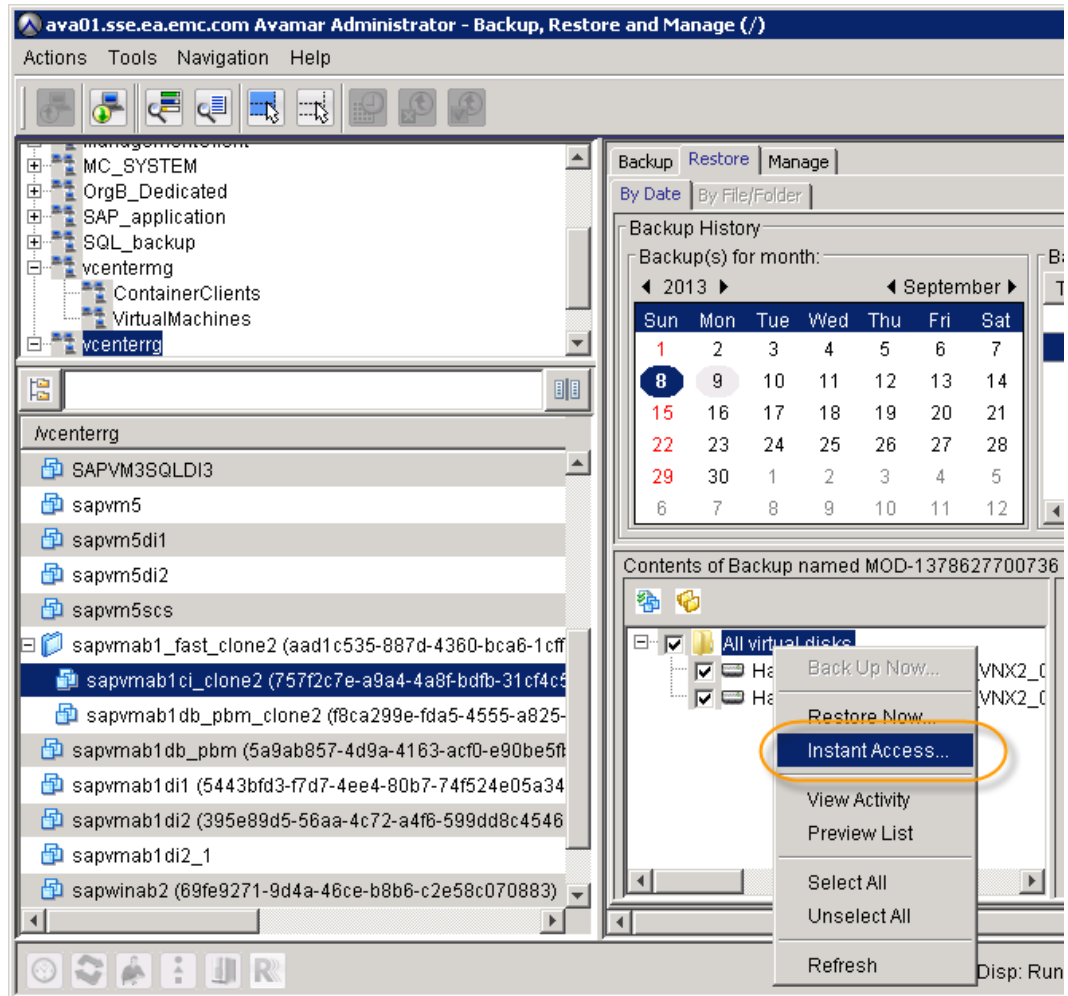 ava01.sse.ea.emc.com Avamar Administrator - Backup, Restore and Manage (/)
Actions Tools Navigation Help
MC_SYSTEM
OrgB_Dedicated
SAP_application
SQL_backup
vcentermg
ContainerClients
VirtualMachines
vcenterrg
/vcenterrg
SAPVM3SQLDI3
sapvm5
sapvm5di1
sapvm5di2
sapvm5scs
sapvmab1_fast_clone2 (aad1c535-887d-4360-bca6-1cff
sapvmab1ci_clone2 (757f2c7e-a9a4-4a8f-bdfb-31cf4c5
sapvmab1db_pbm_clone2 (f8ca299e-fda5-4555-a825-
sapvmab1db_pbm (5a9ab857-4d9a-4163-acf0-e90be5fb
sapvmab1di1 (5443bfd3-f7d7-4ee4-80b7-74f524e05a34
sapvmab1di2 (395e89d5-56aa-4c72-a4f6-599dd8c4546
sapvmab1di2_1
sapwinab2 (69fe9271-9d4a-46ce-b8b6-c2e58c070883)
Backup Restore Manage
By Date By File/Folder
Backup History
Backup(s) for month: Ba
2013 September T
Sun Mon Tue Wed Thu Fri Sat
1 2 3 4 5 6 7
8 9 10 11 12 13 14
15 16 17 18 19 20 21
22 23 24 25 26 27 28
29 30 1 2 3 4 5
6 7 8 9 10 11 12
Contents of Backup named MOD-1378627700736
All virtual disks
Ha VNX2_0
Ha VNX2_0
Back Up Now...
Restore Now...
Instant Access...
View Activity
Preview List
Select All
Unselect All
Refresh
Disp: Run